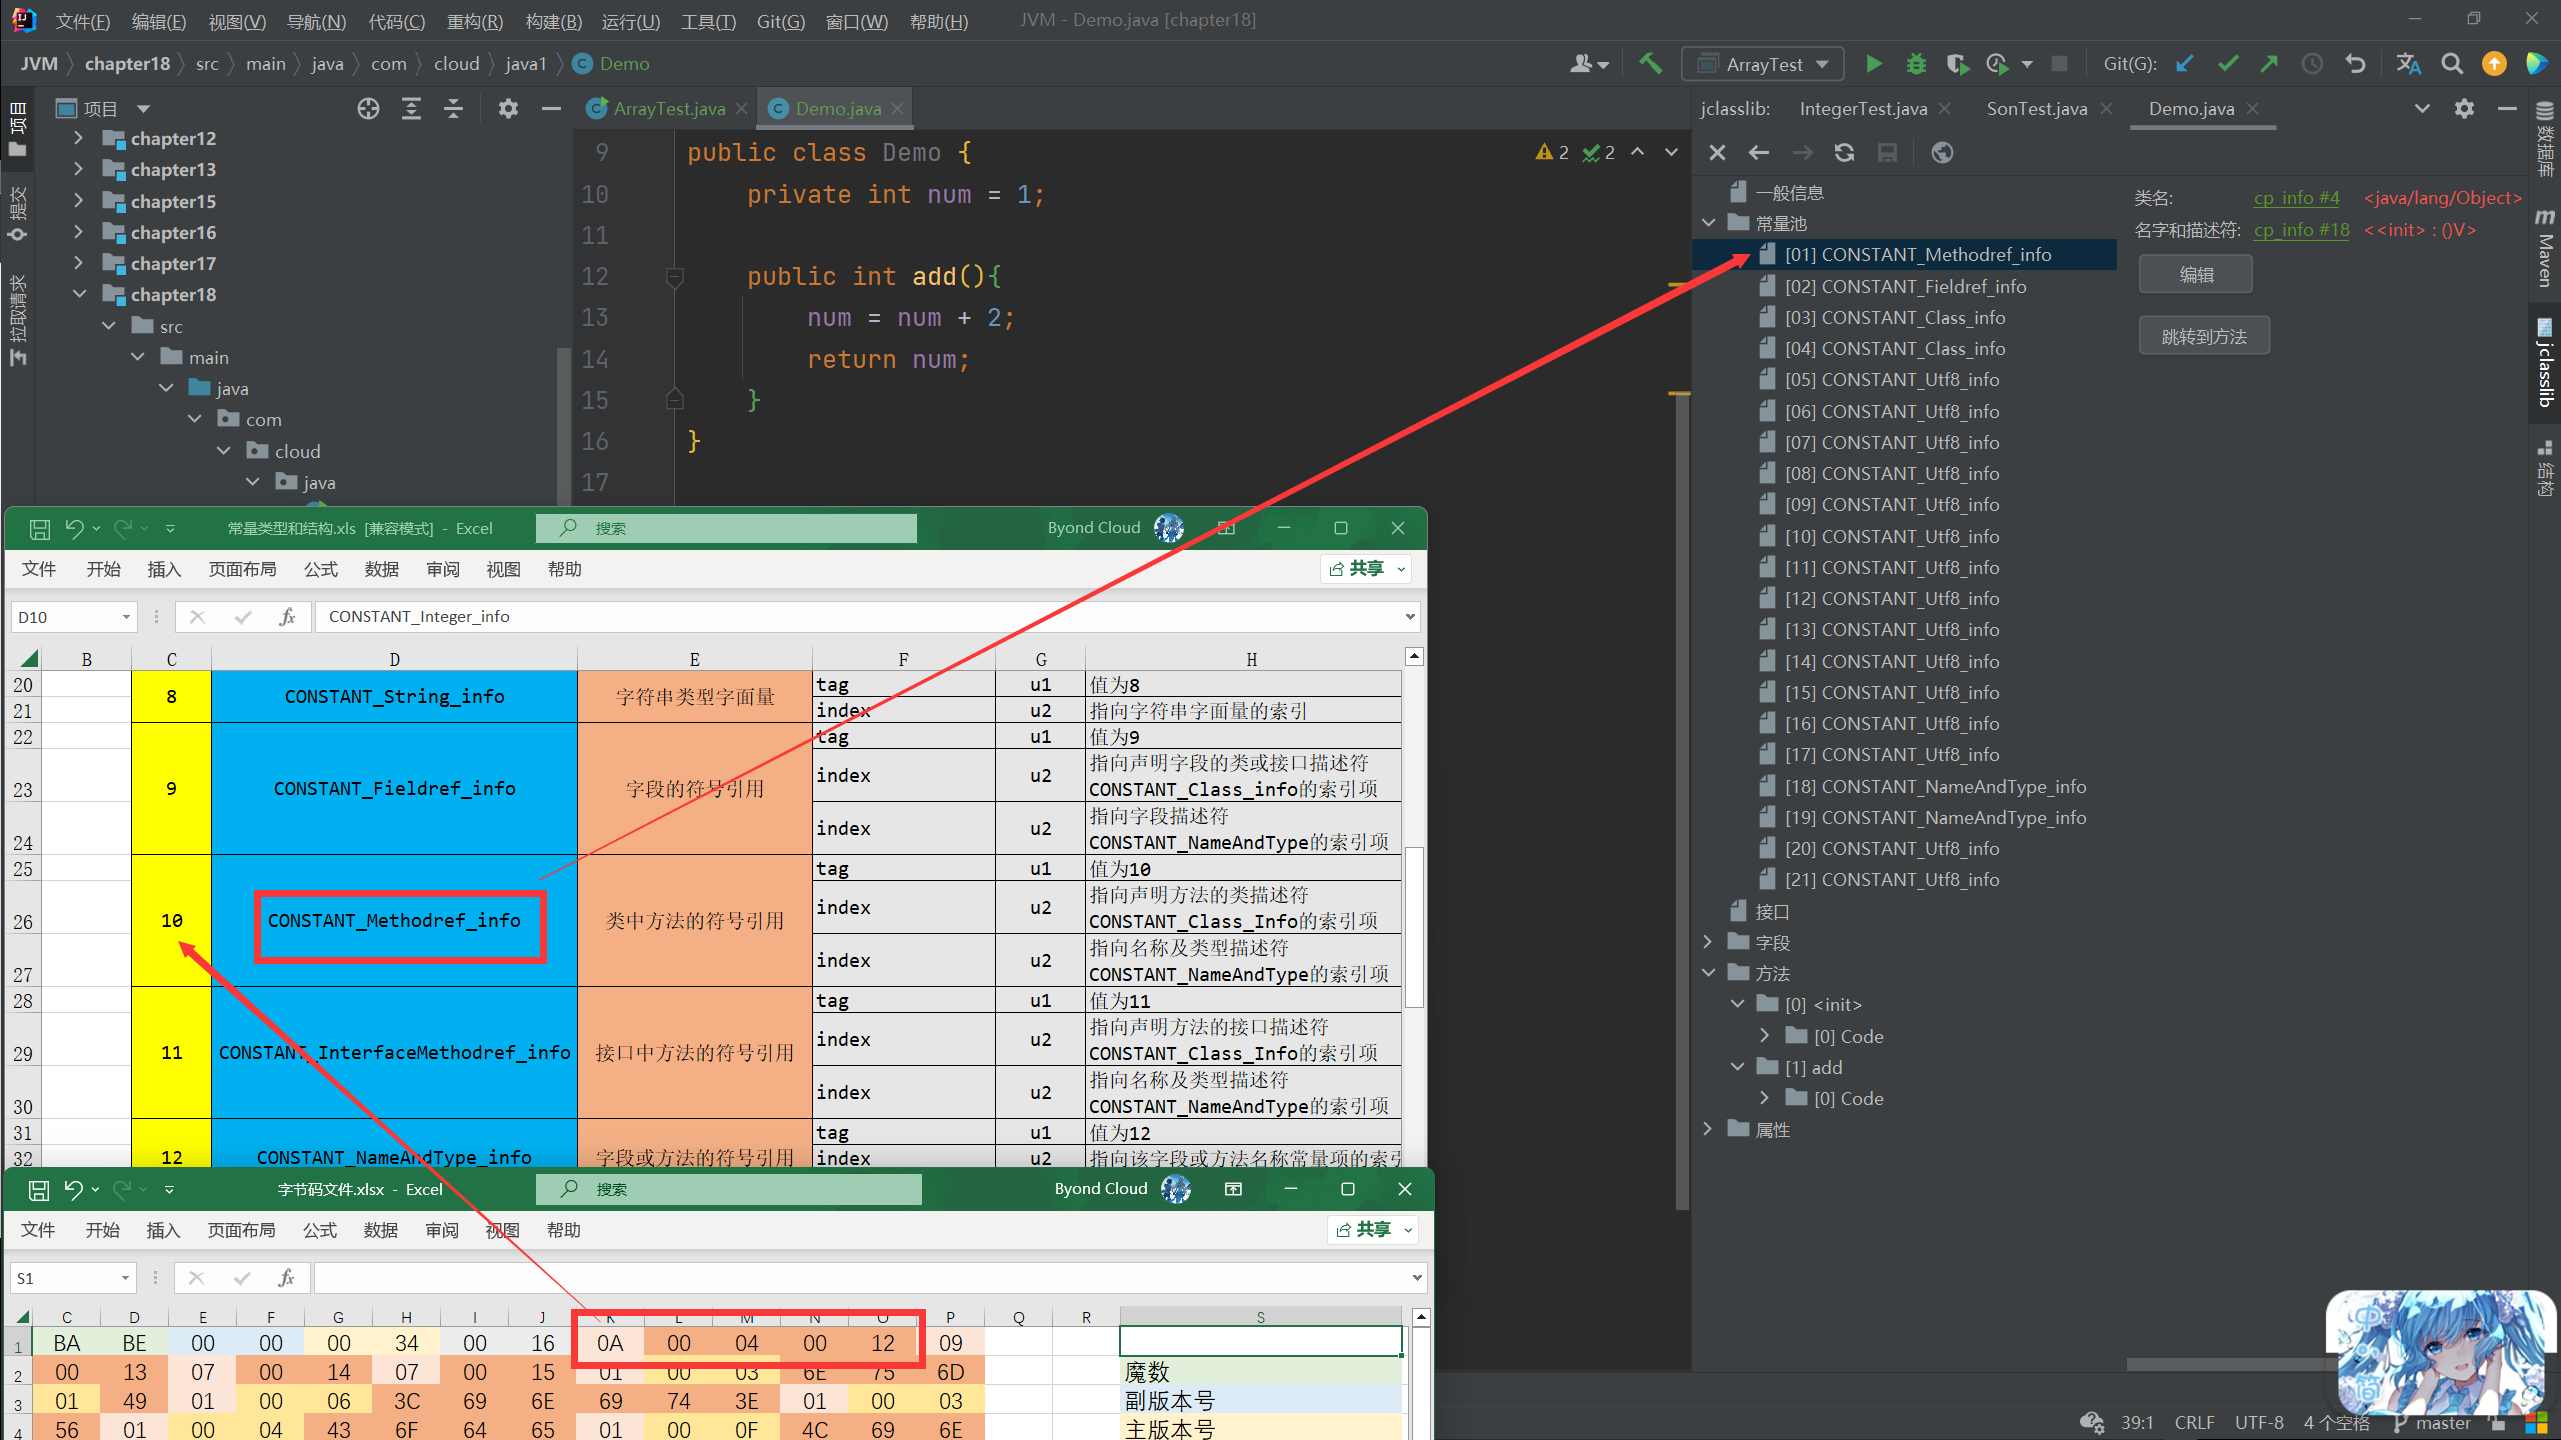 文件(F) 编辑(E) 视图(V) 导航(N) 代码(C) 重构(R) 构建(B) 运行(U) 工具(T) Git(G) 窗口(W) 帮助(H) JVM - Demo.java [chapter18]
JVM chapter18 src main java com cloud java1 Demo
ArrayTest Git(G):
项目
提交
拉取请求
项目
chapter12
chapter13
chapter15
chapter16
chapter17
chapter18
src
main
java
com
cloud
java
ArrayTest.java Demo.java
9 public class Demo {
10 private int num = 1;
11
12 public int add(){
13 num = num + 2;
14 return num;
15 }
16 }
17
2 2
jclasslib: IntegerTest.java SonTest.java Demo.java
一般信息
常量池
[01] CONSTANT_Methodref_info
[02] CONSTANT_Fieldref_info
[03] CONSTANT_Class_info
[04] CONSTANT_Class_info
[05] CONSTANT_Utf8_info
[06] CONSTANT_Utf8_info
[07] CONSTANT_Utf8_info
[08] CONSTANT_Utf8_info
[09] CONSTANT_Utf8_info
[10] CONSTANT_Utf8_info
[11] CONSTANT_Utf8_info
[12] CONSTANT_Utf8_info
[13] CONSTANT_Utf8_info
[14] CONSTANT_Utf8_info
[15] CONSTANT_Utf8_info
[16] CONSTANT_Utf8_info
[17] CONSTANT_Utf8_info
[18] CONSTANT_NameAndType_info
[19] CONSTANT_NameAndType_info
[20] CONSTANT_Utf8_info
[21] CONSTANT_Utf8_info
接口
字段
方法
[0] <init>
[0] Code
[1] add
[0] Code
属性
类名: cp_info #4 <java/lang/Object>
名字和描述符: cp_info #18 <<init> : ()V>
编辑
跳转到方法
数据库
Maven
jclasslib
结构
常量类型和结构.xls [兼容模式] - Excel 搜索 Byond Cloud
文件 开始 插入 页面布局 公式 数据 审阅 视图 帮助 共享
D10 fx CONSTANT_Integer_info
B C D E F G H
20 8 CONSTANT_String_info 字符串类型字面量 tag u1 值为8
21 index u2 指向字符串字面量的索引
22 tag u1 值为9
23 9 CONSTANT_Fieldref_info 字段的符号引用 index u2 指向声明字段的类或接口描述符
CONSTANT_Class_info的索引项
24 index u2 指向字段描述符
CONSTANT_NameAndType的索引项
25 tag u1 值为10
26 10 CONSTANT_Methodref_info 类中方法的符号引用 index u2 指向声明方法的类描述符
CONSTANT_Class_Info的索引项
27 index u2 指向名称及类型描述符
CONSTANT_NameAndType的索引项
28 tag u1 值为11
29 11 CONSTANT_InterfaceMethodref_info 接口中方法的符号引用 index u2 指向声明方法的接口描述符
CONSTANT_Class_Info的索引项
30 index u2 指向名称及类型描述符
CONSTANT_NameAndType的索引项
31 tag u1 值为12
32 12 CONSTANT_NameAndType_info 字段或方法的符号引用 index u2 指向该字段或方法名称常量项的索引
字节码文件.xlsx - Excel 搜索 Byond Cloud
文件 开始 插入 页面布局 公式 数据 审阅 视图 帮助 共享
S1 fx
C D E F G H I J K L M N O P Q R S
1 BA BE 00 00 00 34 00 16 0A 00 04 00 12 09
2 00 13 07 00 14 07 00 15 01 00 03 6E 75 6D 魔数
3 01 49 01 00 06 3C 69 6E 69 74 3E 01 00 03 副版本号
4 56 01 00 04 43 6F 64 65 01 00 0F 4C 69 6E 主版本号
39:1 CRLF UTF-8 4 个空格 master
中
简